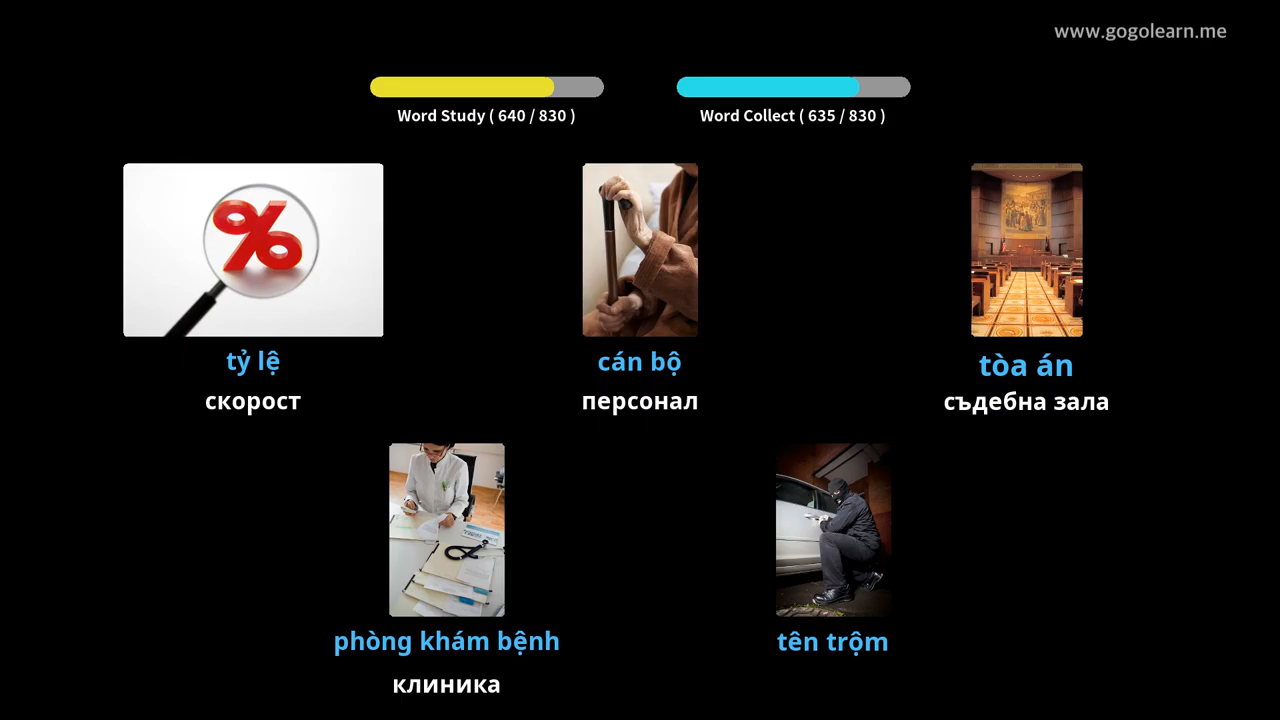 www.gogolearn.me
Word Study ( 640 / 830 )
Word Collect ( 635 / 830 )
%
tỷ lệ
скорост
cán bộ
персонал
tòa án
съдебна зала
phòng khám bệnh
клиника
tên trộm